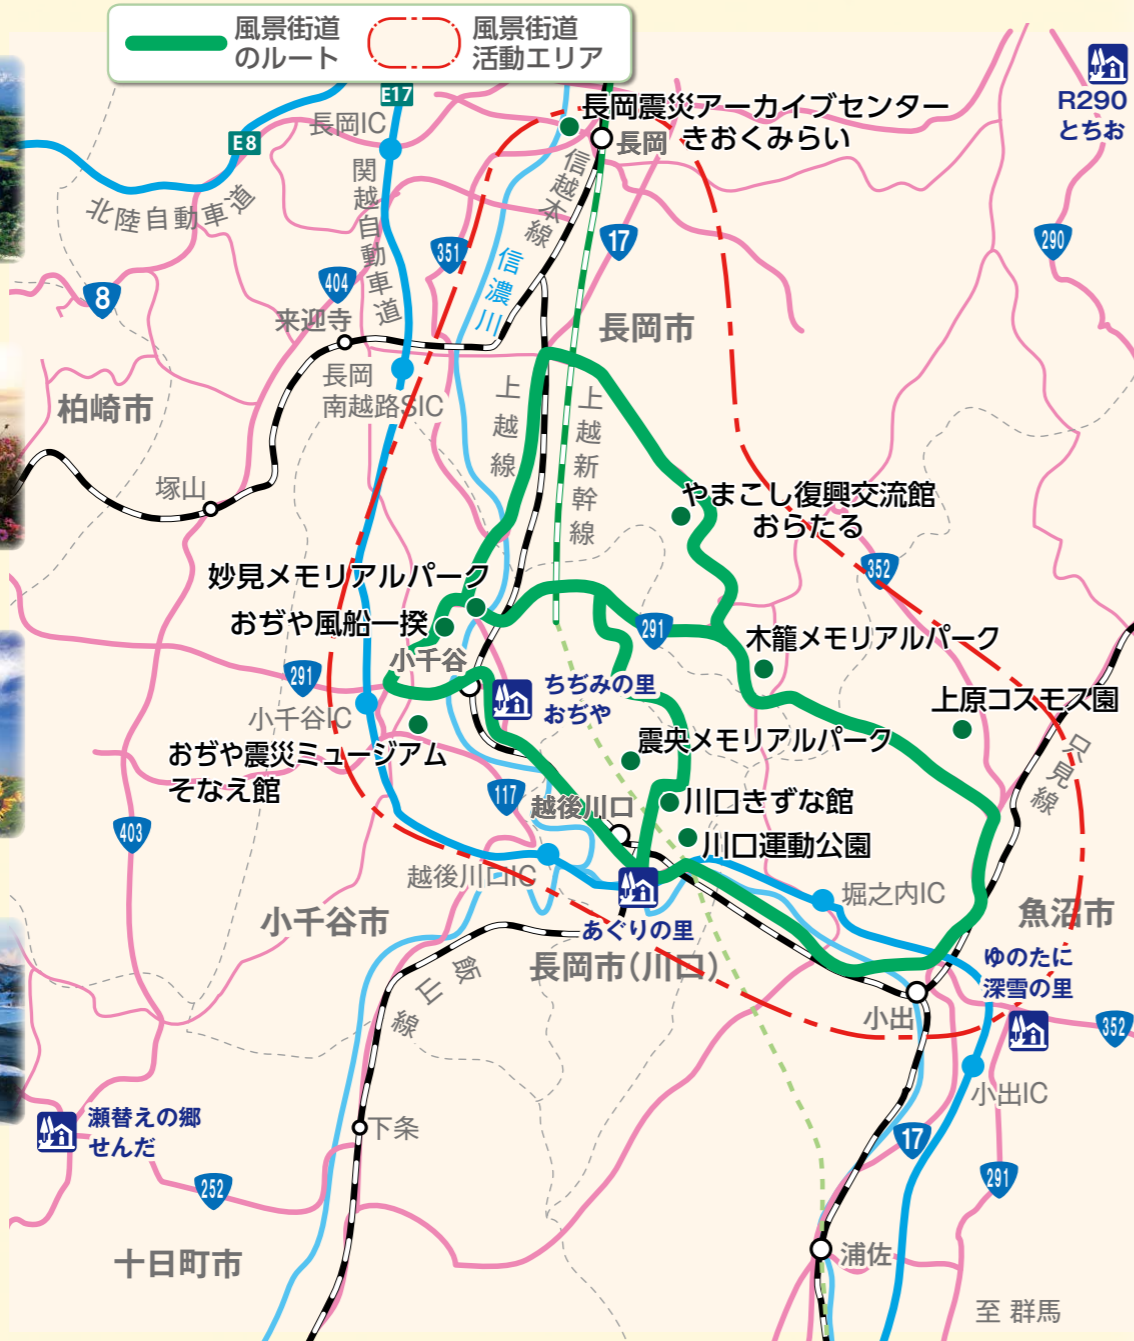 風景街道
のルート
風景街道
活動エリア
E17
E8
長岡IC
北陸自動車道
関越自動車道
長岡震災アーカイブセンター
きおくみらい
長岡
信越本線
信濃川
R290
とちお
17
351
290
404
8
来迎寺
長岡市
長岡
南越路SIC
柏崎市
上越線
上越新幹線
塚山
やまこし復興交流館
おらたる
352
妙見メモリアルパーク
おぢや風船一揆
小千谷
291
木籠メモリアルパーク
291
小千谷IC
ちぢみの里
おぢや
上原コスモス園
おぢや震災ミュージアム
そなえ館
震央メモリアルパーク
只見線
117
越後川口
川口きずな館
川口運動公園
403
越後川口IC
堀之内IC
小千谷市
あぐりの里
長岡市(川口)
魚沼市
ゆのたに
深雪の里
飯山線
小出
352
小出IC
瀬替えの郷
せんだ
下条
17
252
291
十日町市
浦佐
至 群馬